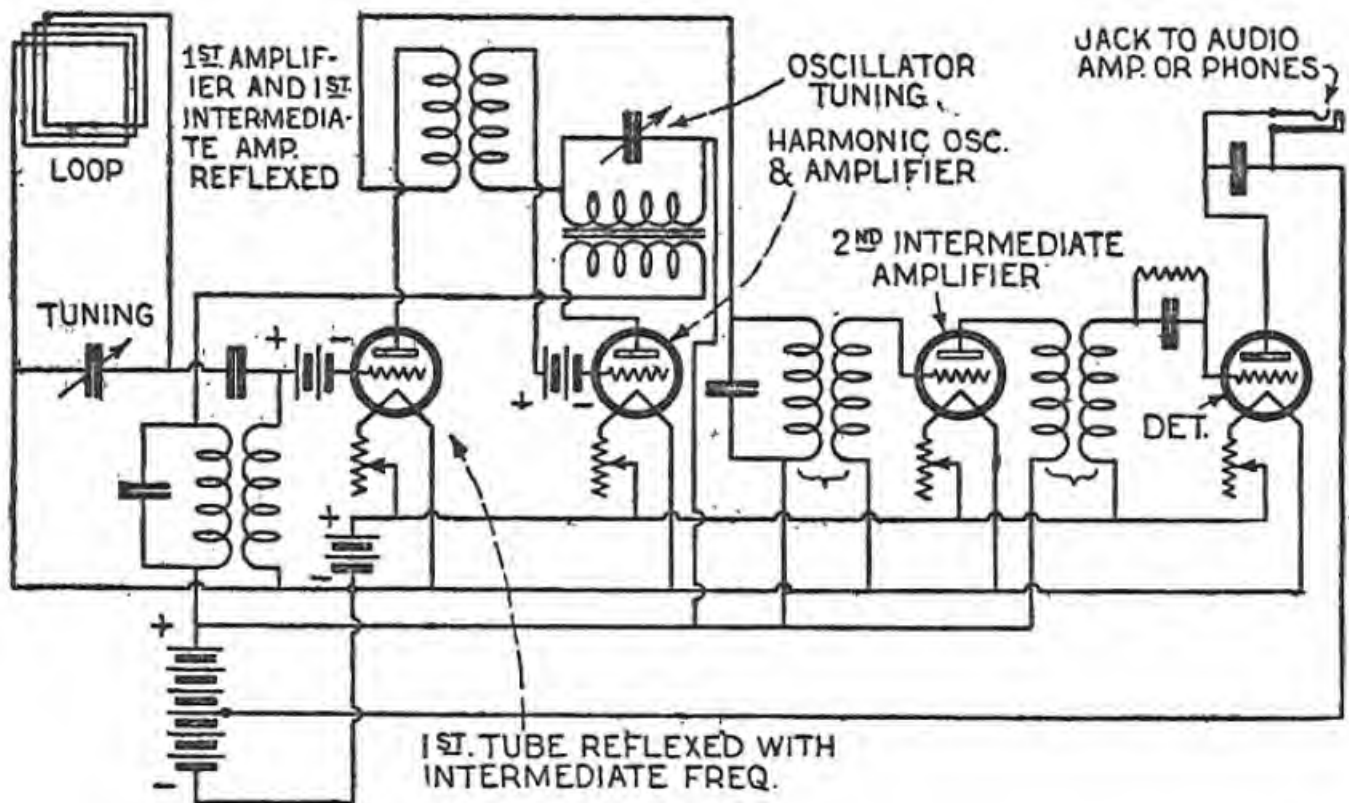 1ST. AMPLIF-
IER AND 1ST.
INTERMEDIA-
TE AMP.
REFLEXED
LOOP
OSCILLATOR
TUNING
HARMONIC OSC.
& AMPLIFIER
JACK TO AUDIO
AMP. OR PHONES
2ND INTERMEDIATE
AMPLIFIER
TUNING
+ -
+ -
DET.
+
-
+
-
1ST. TUBE REFLEXED WITH
INTERMEDIATE FREQ.